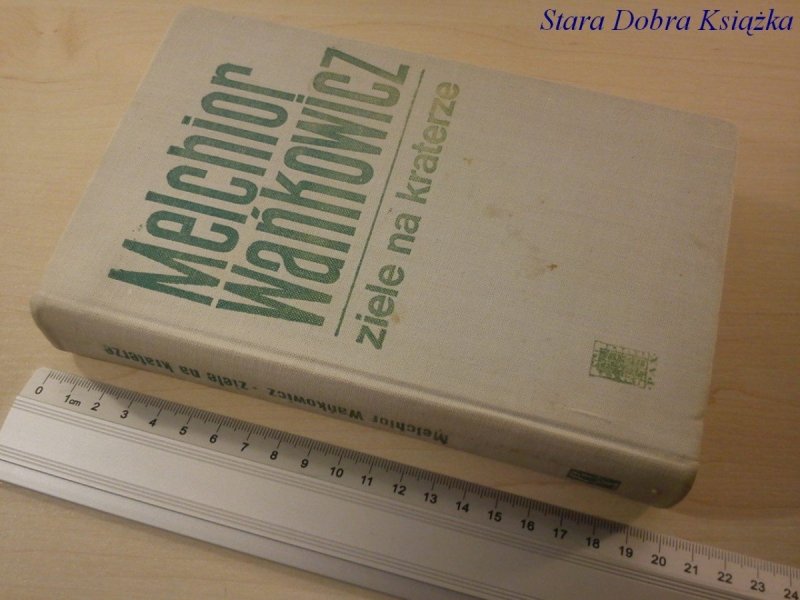 Stara Dobra Książka
Melchior
wańkowicz
ziele na kraterze
PAX
Melchior Wańkowicz - ziele na kraterze
0 1cm 2 3 4 5 6 7 8 9 10 11 12 13 14 15 16 17 18 19 20 21 22 23 24